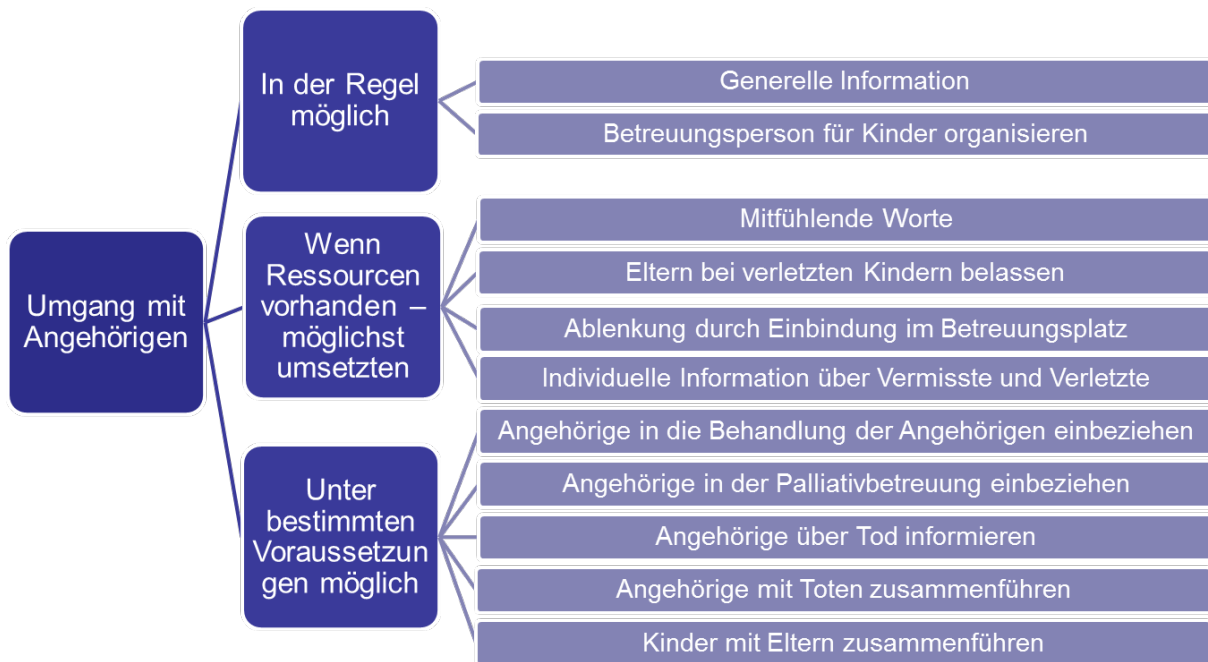 Umgang mit
Angehörigen
In der Regel
möglich
Generelle Information
Betreuungsperson für Kinder organisieren
Wenn
Ressourcen
vorhanden –
möglichst
umsetzten
Mitfühlende Worte
Eltern bei verletzten Kindern belassen
Ablenkung durch Einbindung im Betreuungsplatz
Individuelle Information über Vermisste und Verletzte
Unter
bestimmten
Voraussetzun
gen möglich
Angehörige in die Behandlung der Angehörigen einbeziehen
Angehörige in der Palliativbetreuung einbeziehen
Angehörige über Tod informieren
Angehörige mit Toten zusammenführen
Kinder mit Eltern zusammenführen